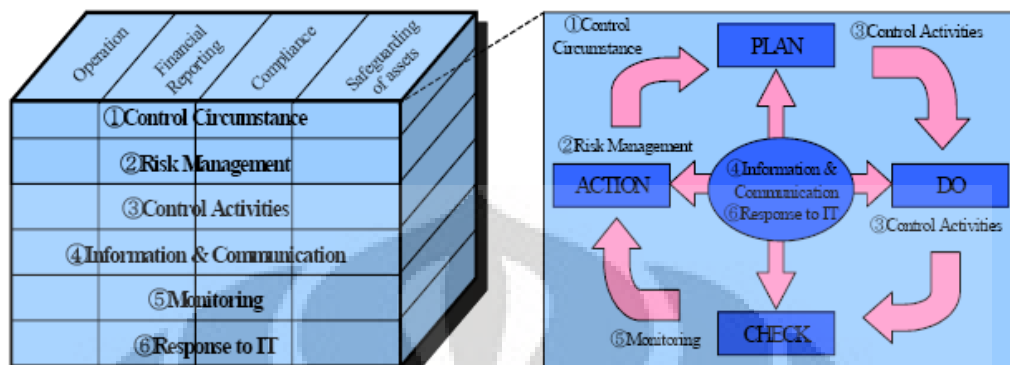 Operation
Financial
Reporting
Compliance
Safeguarding
of assets
①Control Circumstance
②Risk Management
③Control Activities
④Information & Communication
⑤Monitoring
⑥Response to IT
①Control
Circumstance
PLAN
③Control Activities
②Risk Management
ACTION
④Information &
Communication
⑥Response to IT
DO
③Control Activities
⑤Monitoring
CHECK